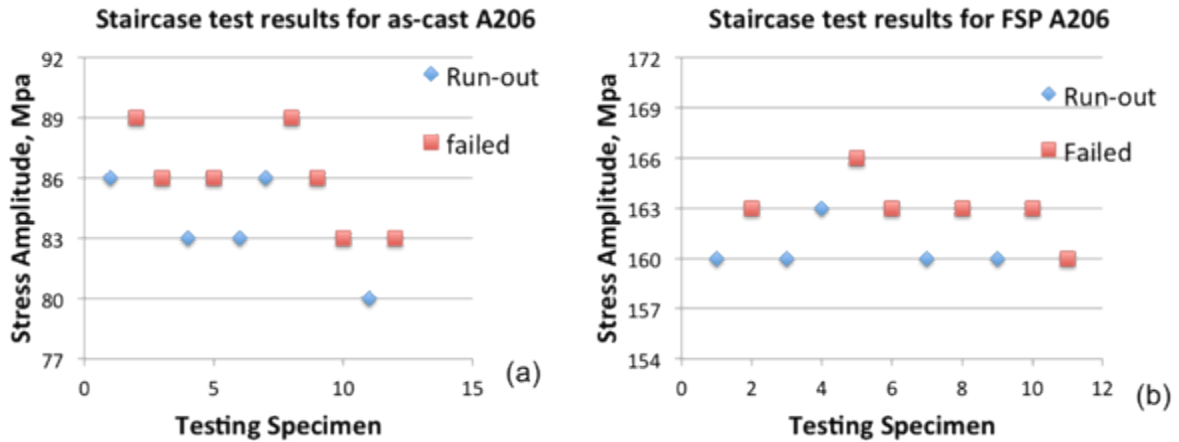 Staircase test results for as-cast A206
Stress Amplitude, Mpa
92
89
86
83
80
77
0
5
10
15
Run-out
failed
Testing Specimen
(a)
Staircase test results for FSP A206
Stress Amplitude, Mpa
172
169
166
163
160
157
154
0
2
4
6
8
10
12
Run-out
Failed
Testing Specimen
(b)